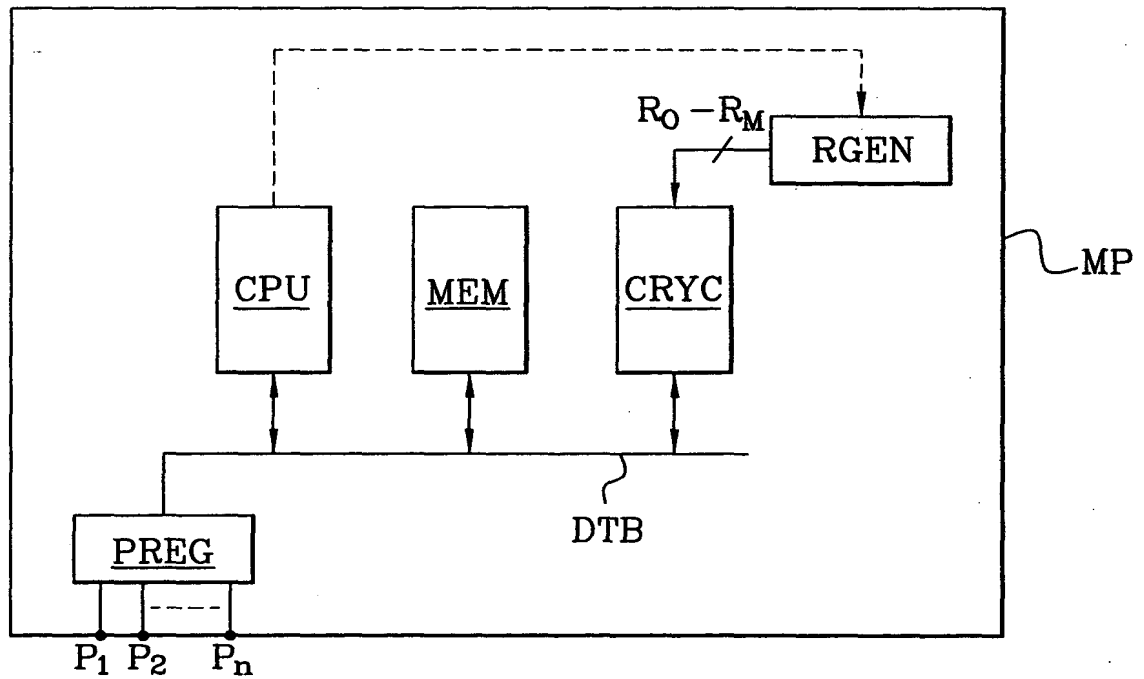 R0 – RM
RGEN
CPU
MEM
CRYC
MP
DTB
PREG
P1 P2 Pn